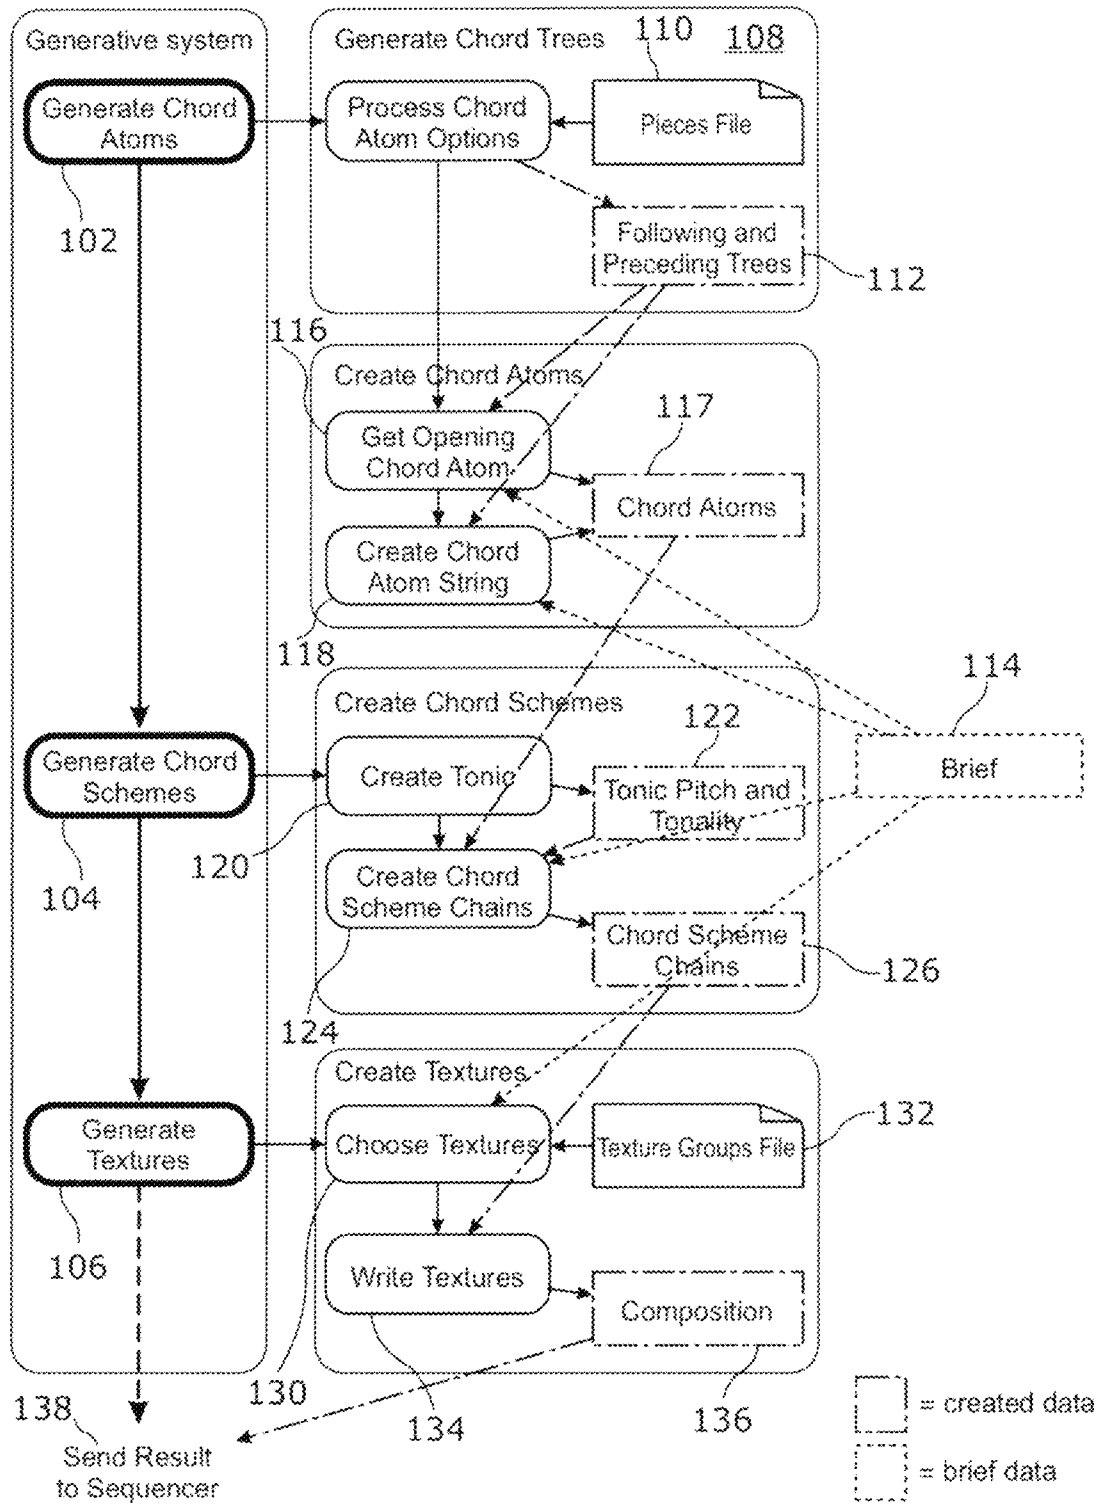 Generative system
Generate Chord Trees
108
110
Generate Chord
Atoms
Process Chord
Atom Options
Pieces File
102
Following and
Preceding Trees
112
116
Create Chord Atoms
117
Get Opening
Chord Atom
Chord Atoms
Create Chord
Atom String
118
114
Create Chord Schemes
122
Generate Chord
Schemes
Create Tonic
Tonic Pitch and
Tonality
Brief
104
120
Create Chord
Scheme Chains
Chord Scheme
Chains
126
124
Create Textures
Generate
Textures
Choose Textures
Texture Groups File
132
106
Write Textures
Composition
130
134
136
138
Send Result
to Sequencer
= created data
= brief data